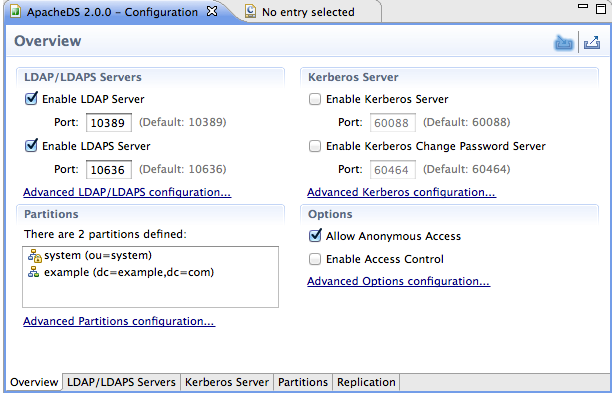 ApacheDS 2.0.0 - Configuration
No entry selected
Overview
LDAP/LDAPS Servers
Enable LDAP Server
Port: 10389 (Default: 10389)
Enable LDAPS Server
Port: 10636 (Default: 10636)
Advanced LDAP/LDAPS configuration...
Kerberos Server
Enable Kerberos Server
Port: 60088 (Default: 60088)
Enable Kerberos Change Password Server
Port: 60464 (Default: 60464)
Advanced Kerberos configuration...
Partitions
There are 2 partitions defined:
system (ou=system)
example (dc=example,dc=com)
Advanced Partitions configuration...
Options
Allow Anonymous Access
Enable Access Control
Advanced Options configuration...
Overview LDAP/LDAPS Servers Kerberos Server Partitions Replication